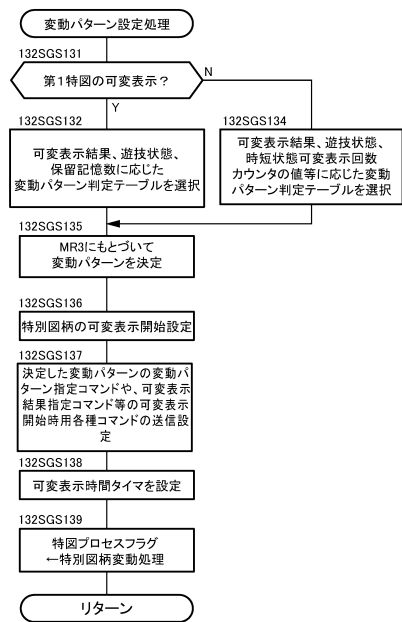 変動パターン設定処理
132SGS131
第1特図の可変表示?
N
Y
132SGS132
可変表示結果、遊技状態、
保留記憶数に応じた
変動パターン判定テーブルを選択
132SGS134
可変表示結果、遊技状態、
時短状態可変表示回数
カウンタの値等に応じた変動
パターン判定テーブルを選択
132SGS135
MR3にもとづいて
変動パターンを決定
132SGS136
特別図柄の可変表示開始設定
132SGS137
決定した変動パターンの変動パ
ターン指定コマンドや、可変表示
結果指定コマンド等の可変表示
開始時用各種コマンドの送信設
定
132SGS138
可変表示時間タイマを設定
132SGS139
特図プロセスフラグ
←特別図柄変動処理
リターン